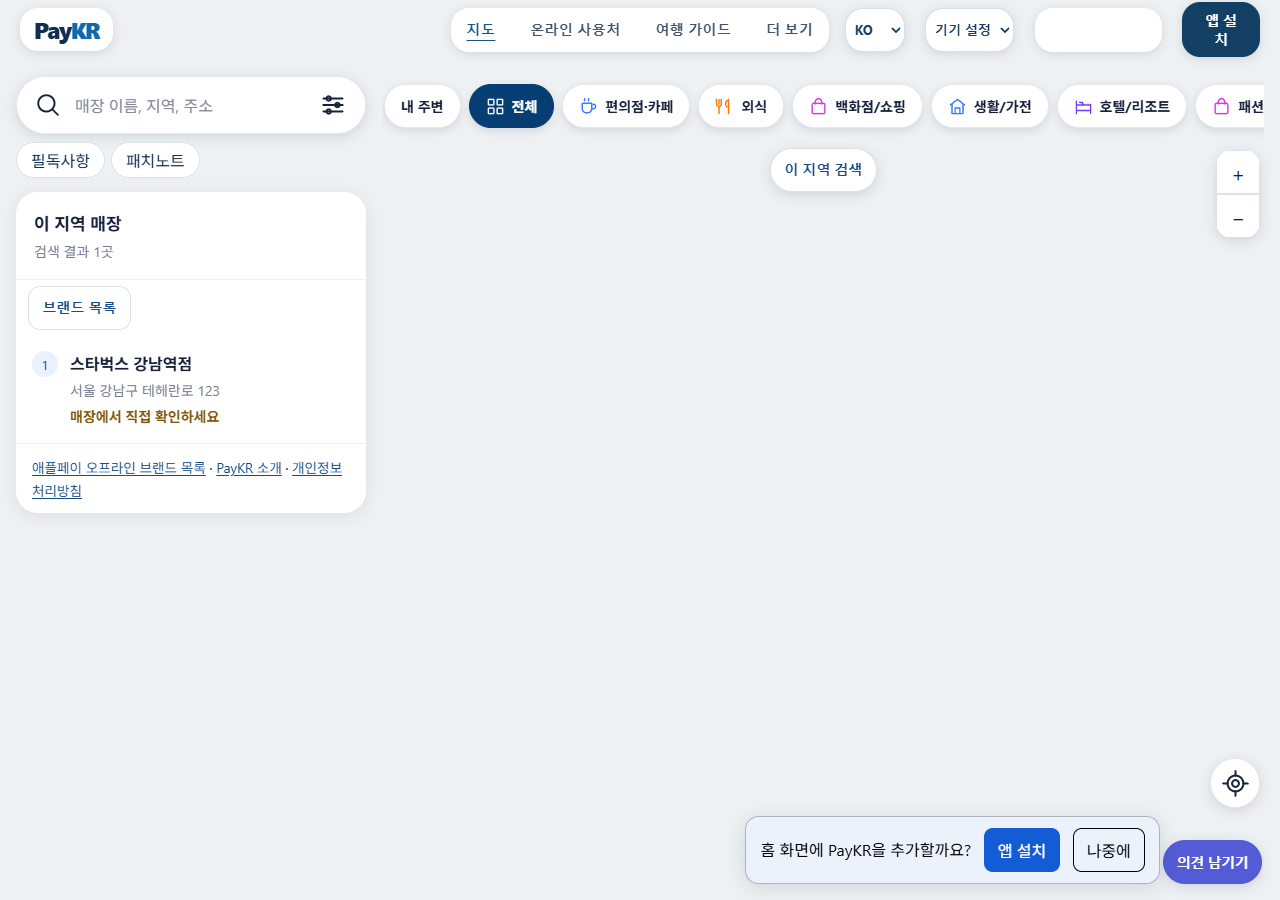 PayKR
지도
온라인 사용처
여행 가이드
더 보기
KO
기기 설정
앱 설
치
매장 이름, 지역, 주소
내 주변
전체
편의점·카페
외식
백화점/쇼핑
생활/가전
호텔/리조트
패션
필독사항
패치노트
이 지역 검색
+
−
이 지역 매장
검색 결과 1곳
브랜드 목록
1
스타벅스 강남역점
서울 강남구 테헤란로 123
매장에서 직접 확인하세요
애플페이 오프라인 브랜드 목록 · PayKR 소개 · 개인정보
처리방침
홈 화면에 PayKR을 추가할까요?
앱 설치
나중에
의견 남기기